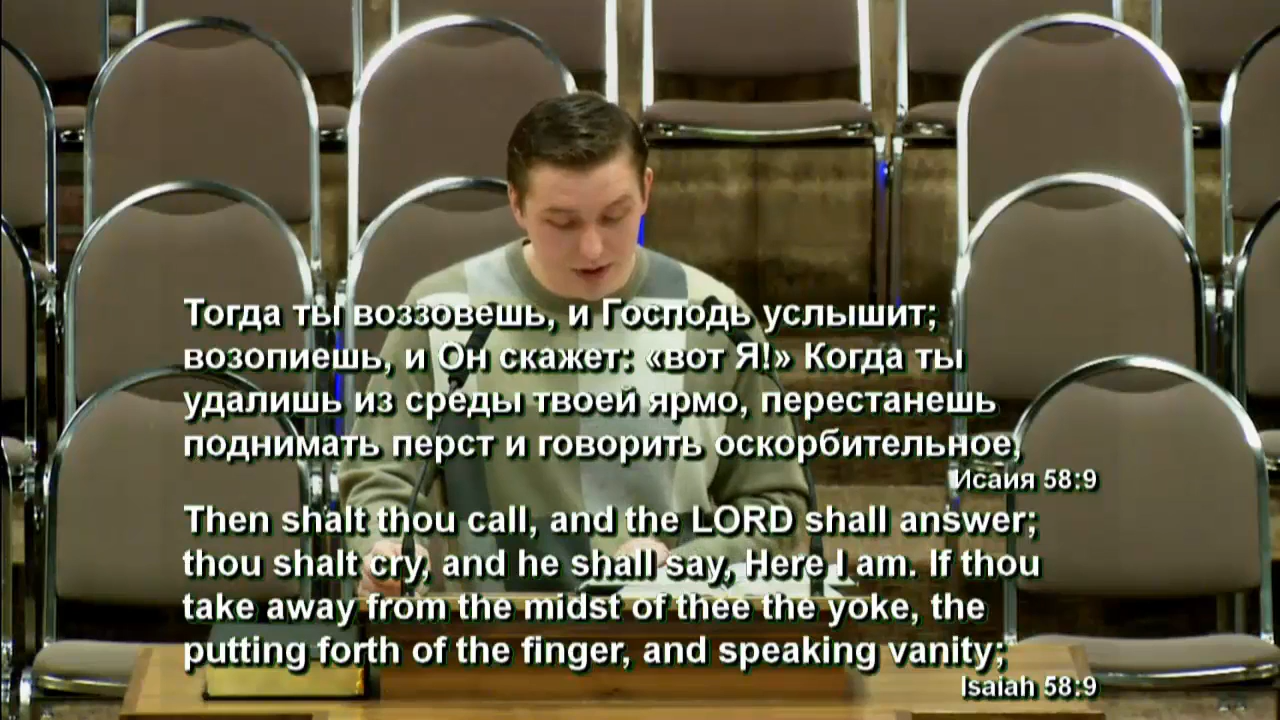 Тогда ты воззовешь, и Господь услышит;
возопиешь, и Он скажет: «вот Я!» Когда ты
удалишь из среды твоей ярмо, перестанешь
поднимать перст и говорить оскорбительное,
Исаия 58:9
Then shalt thou call, and the LORD shall answer;
thou shalt cry, and he shall say, Here I am. If thou
take away from the midst of thee the yoke, the
putting forth of the finger, and speaking vanity;
Isaiah 58:9